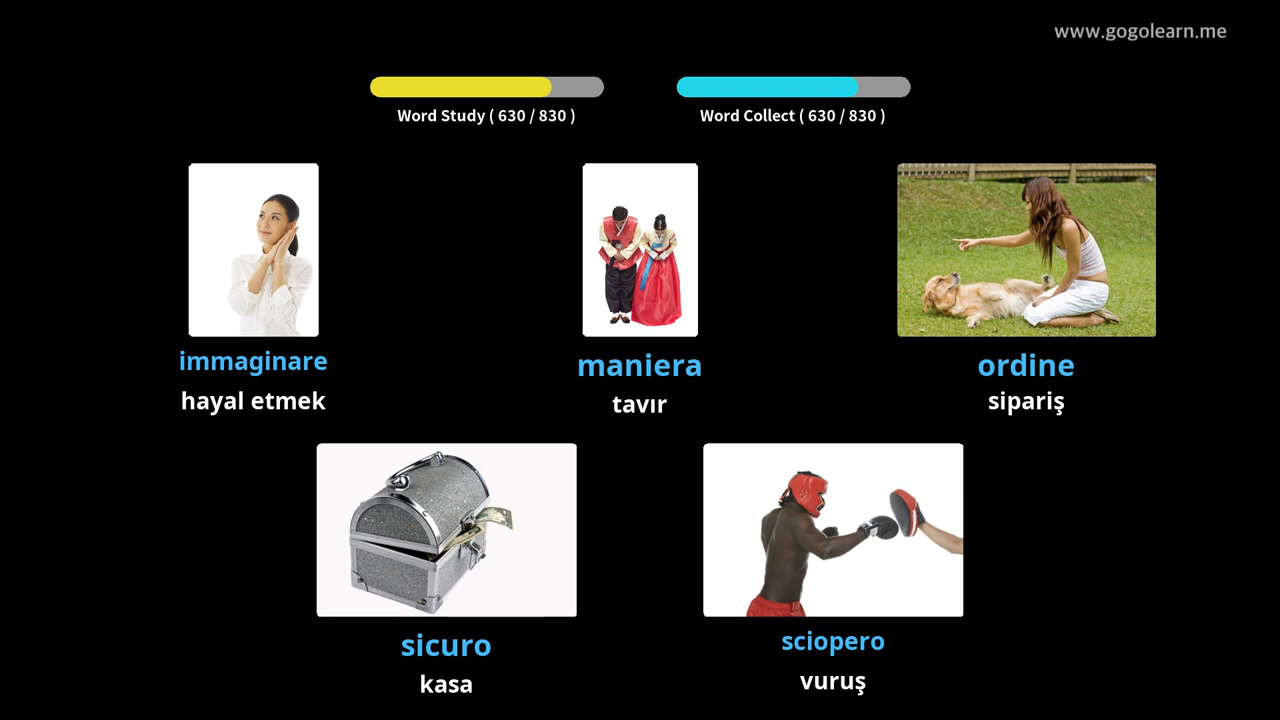 www.gogolearn.me
Word Study ( 630 / 830 )
Word Collect ( 630 / 830 )
immaginare
hayal etmek
maniera
tavır
ordine
sipariş
sicuro
kasa
sciopero
vuruş